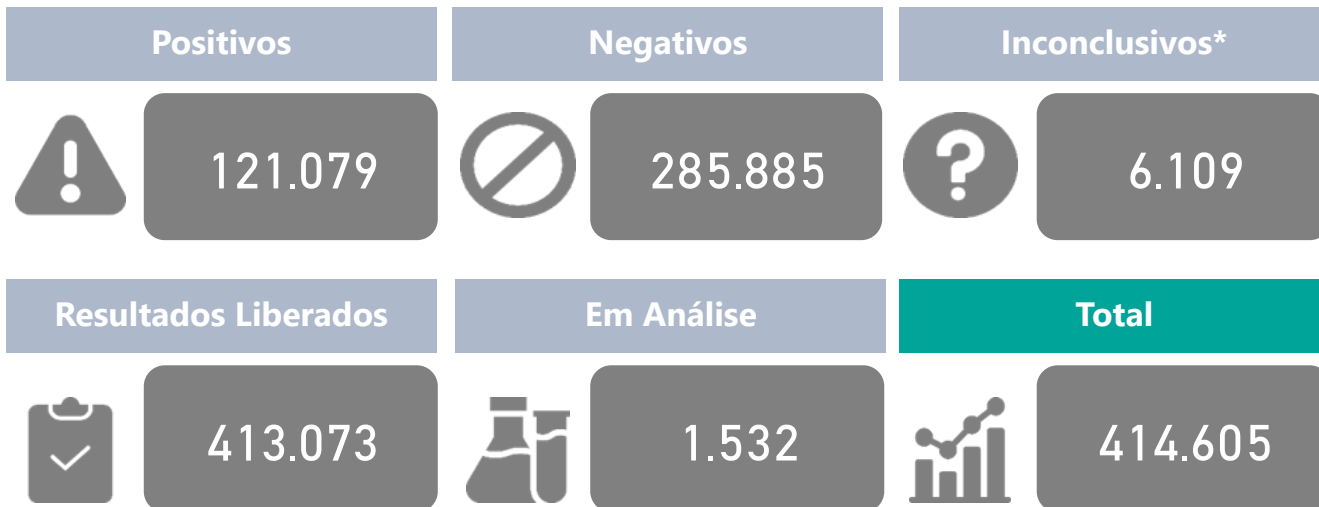 Positivos
Negativos
Inconclusivos*
121.079
285.885
6.109
Resultados Liberados
Em Análise
Total
413.073
1.532
414.605